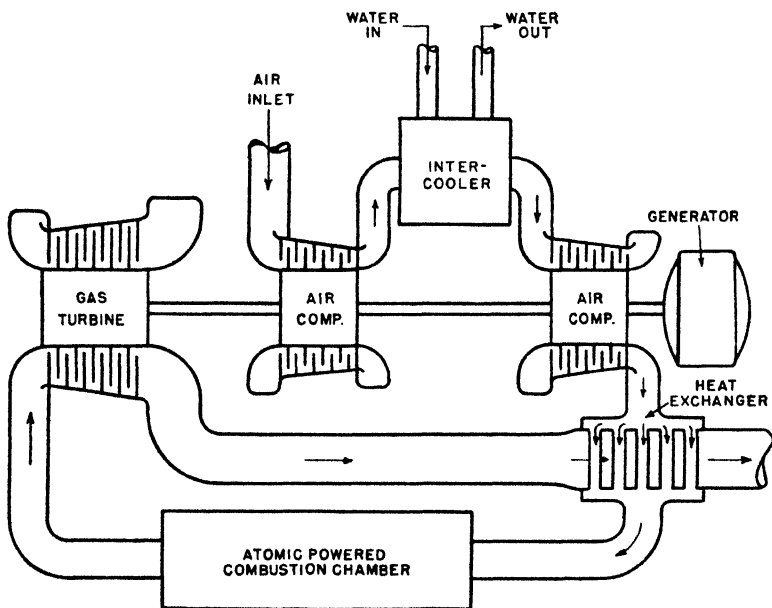 WATER
IN
WATER
OUT
AIR
INLET
INTER-
COOLER
GENERATOR
GAS
TURBINE
AIR
COMP.
AIR
COMP.
HEAT
EXCHANGER
ATOMIC POWERED
COMBUSTION CHAMBER